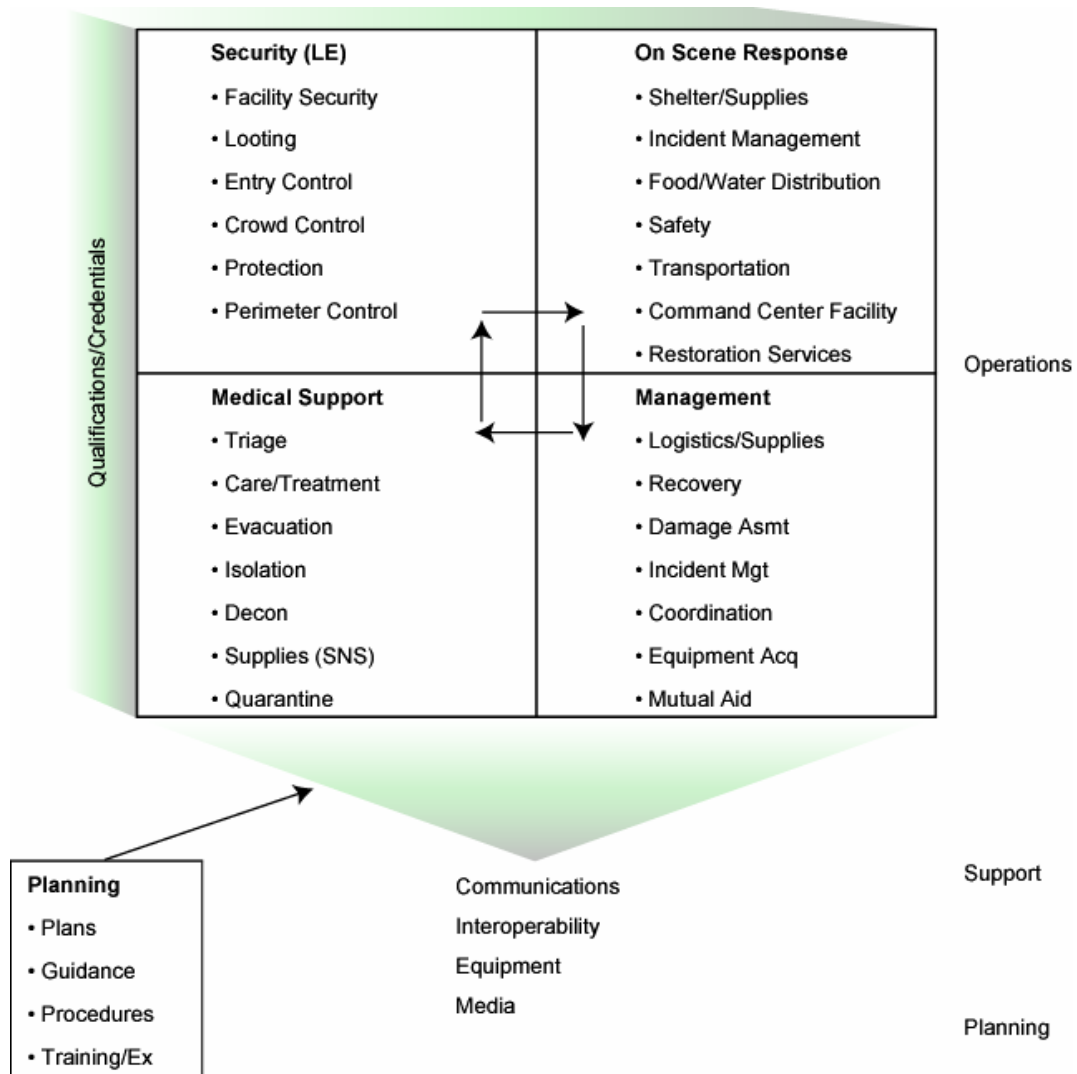 Qualifications/Credentials
Security (LE)
• Facility Security
• Looting
• Entry Control
• Crowd Control
• Protection
• Perimeter Control
On Scene Response
• Shelter/Supplies
• Incident Management
• Food/Water Distribution
• Safety
• Transportation
• Command Center Facility
• Restoration Services
Medical Support
• Triage
• Care/Treatment
• Evacuation
• Isolation
• Decon
• Supplies (SNS)
• Quarantine
Management
• Logistics/Supplies
• Recovery
• Damage Asmt
• Incident Mgt
• Coordination
• Equipment Acq
• Mutual Aid
Operations
Planning
• Plans
• Guidance
• Procedures
• Training/Ex
Communications
Interoperability
Equipment
Media
Support
Planning